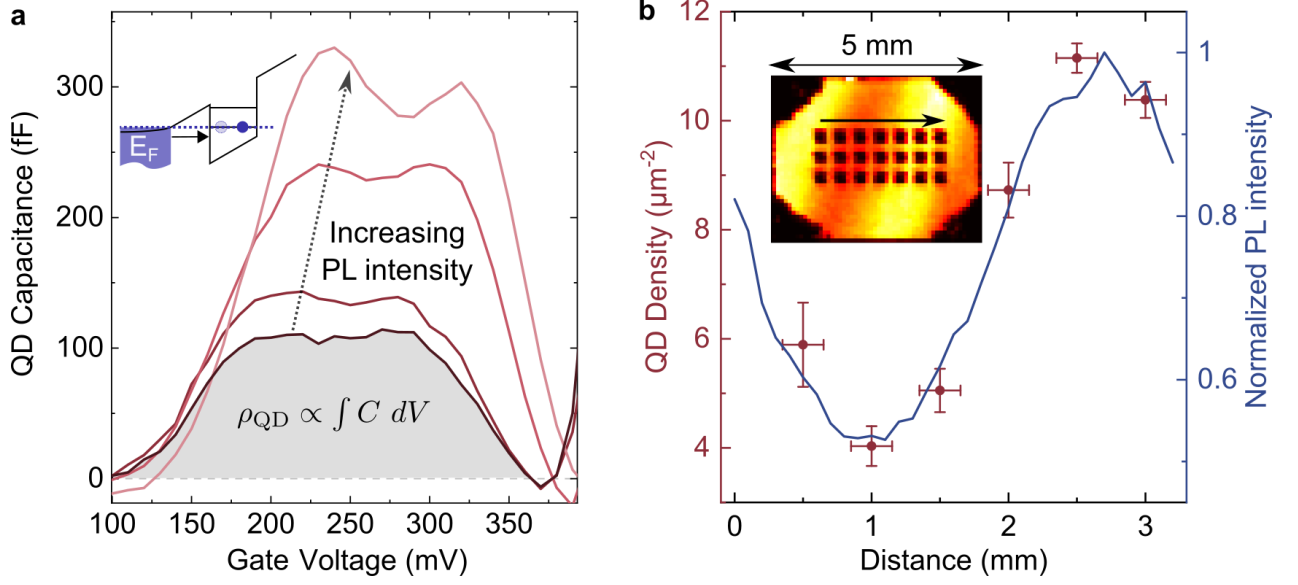 a
QD Capacitance (fF)
300
200
100
0
E_F
Increasing
PL intensity
ρ_QD ∝ ∫ C dV
100 150 200 250 300 350
Gate Voltage (mV)
b
QD Density (µm⁻²)
12
10
8
6
4
5 mm
1
0.8
0.6
Normalized PL intensity
0 1 2 3
Distance (mm)